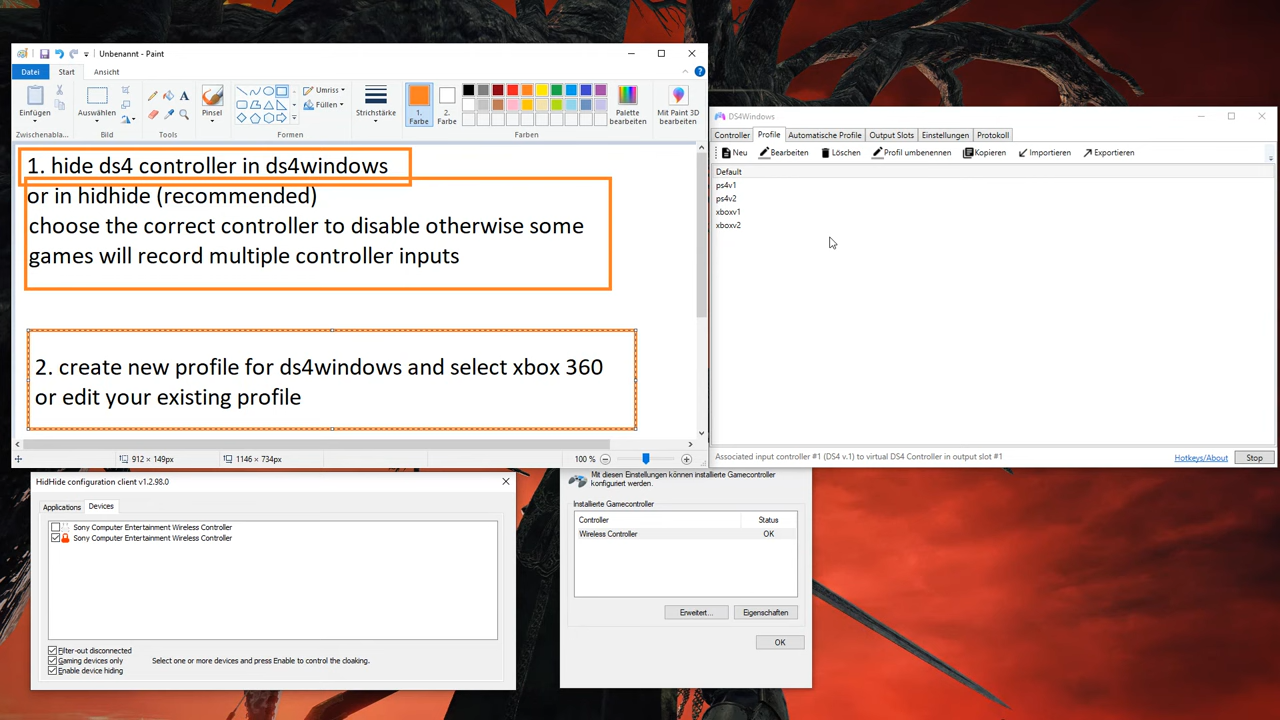 Unbenannt - Paint
Datei
Start
Ansicht
Einfügen
Auswählen
Pinsel
Umriss
Füllen
Strichstärke
1.
Farbe
2.
Farbe
Palette
bearbeiten
Mit Paint 3D
bearbeiten
Zwischenabla...
Bild
Tools
Formen
Farben
1. hide ds4 controller in ds4windows
or in hidhide (recommended)
choose the correct controller to disable otherwise some
games will record multiple controller inputs
2. create new profile for ds4windows and select xbox 360
or edit your existing profile
912 × 149px
1146 × 734px
100 %
DS4Windows
Controller
Profile
Automatische Profile
Output Slots
Einstellungen
Protokoll
Neu
Bearbeiten
Löschen
Profil umbenennen
Kopieren
Importieren
Exportieren
Default
ps4v1
ps4v2
xboxv1
xboxv2
Associated input controller #1 (DS4 v.1) to virtual DS4 Controller in output slot #1
Hotkeys/About
Stop
HidHide configuration client v1.2.98.0
Applications
Devices
Sony Computer Entertainment Wireless Controller
Sony Computer Entertainment Wireless Controller
Filter-out disconnected
Gaming devices only
Enable device hiding
Select one or more devices and press Enable to control the cloaking.
Mit diesen Einstellungen können installierte Gamecontroller
konfiguriert werden.
Installierte Gamecontroller
Controller
Status
Wireless Controller
OK
Erweitert...
Eigenschaften
OK